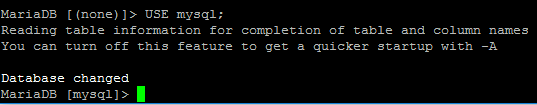 MariaDB [(none)]> USE mysql;
Reading table information for completion of table and column names
You can turn off this feature to get a quicker startup with -A
Database changed
MariaDB [mysql]>